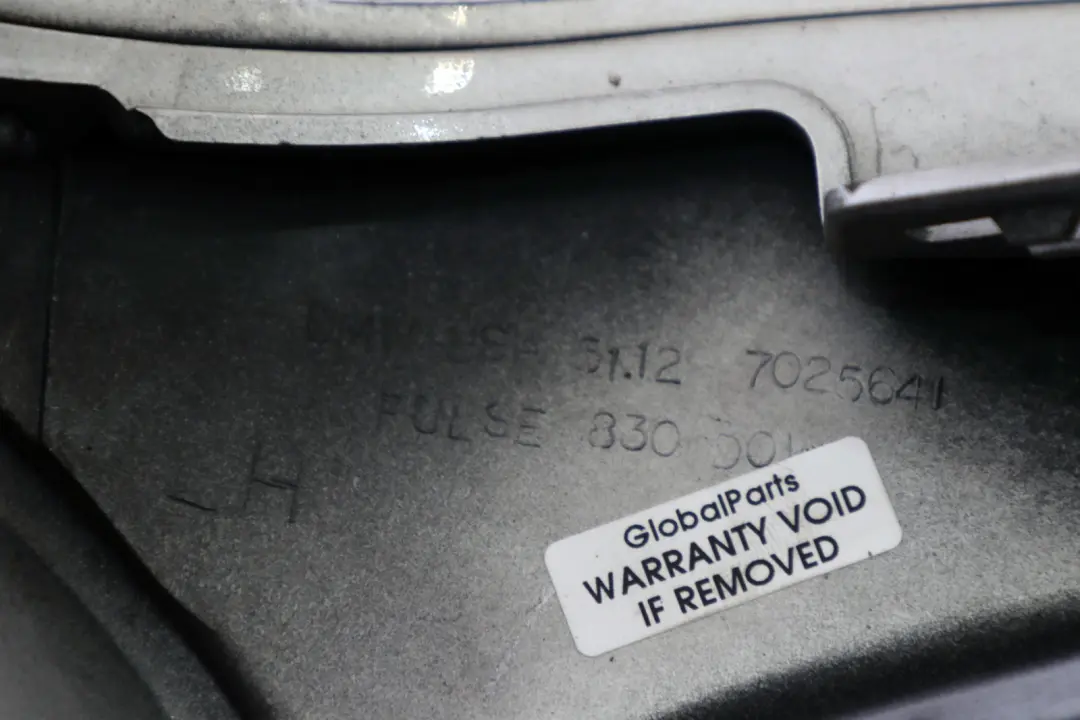 51.12 7025641
PULSE 830
H
GlobalParts
WARRANTY VOID
IF REMOVED